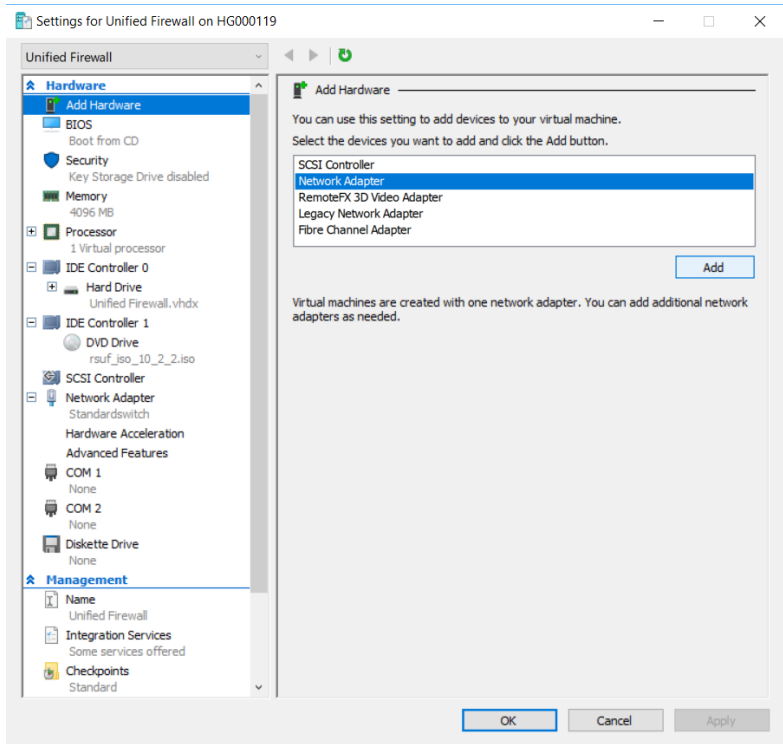 Settings for Unified Firewall on HG000119
Unified Firewall
Hardware
Add Hardware
BIOS
Boot from CD
Security
Key Storage Drive disabled
Memory
4096 MB
Processor
1 Virtual processor
IDE Controller 0
Hard Drive
Unified Firewall.vhdx
IDE Controller 1
DVD Drive
rsuf_iso_10_2_2.iso
SCSI Controller
Network Adapter
Standardswitch
Hardware Acceleration
Advanced Features
COM 1
None
COM 2
None
Diskette Drive
None
Management
Name
Unified Firewall
Integration Services
Some services offered
Checkpoints
Standard
Add Hardware
You can use this setting to add devices to your virtual machine.
Select the devices you want to add and click the Add button.
SCSI Controller
Network Adapter
RemoteFX 3D Video Adapter
Legacy Network Adapter
Fibre Channel Adapter
Add
Virtual machines are created with one network adapter. You can add additional network
adapters as needed.
OK
Cancel
Apply